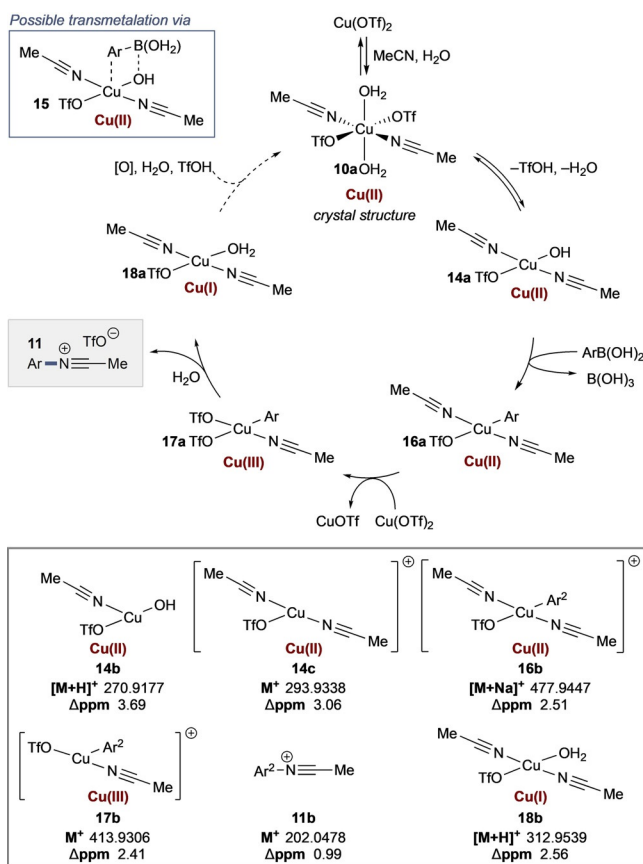 Possible transmetalation via
Ar B(OH2)
Me N Cu OH
TfO N Me
15
Cu(II)
Cu(OTf)2
MeCN, H2O
OH2
Me N OTf
Cu
TfO N Me
OH2
10a
Cu(II)
crystal structure
–TfOH, –H2O
[O], H2O, TfOH
Me N OH2
Cu
18a TfO N Me
Cu(I)
Me N OH
Cu
14a TfO N Me
Cu(II)
11 TfO⊖
Ar N⊕ Me
H2O
ArB(OH)2
B(OH)3
TfO Ar
Cu
TfO N Me
17a
Cu(III)
Me N Ar
Cu
16a TfO N Me
Cu(II)
CuOTf Cu(OTf)2
Me N OH
Cu
TfO
Cu(II)
14b
[M+H]+ 270.9177
Δppm 3.69
Me N ⊕
Cu
TfO N Me
Cu(II)
14c
M+ 293.9338
Δppm 3.06
Me N Ar2 ⊕
Cu
TfO N Me
Cu(II)
16b
[M+Na]+ 477.9447
Δppm 2.51
TfO Ar2 ⊕
Cu
N Me
Cu(III)
17b
M+ 413.9306
Δppm 2.41
Ar2–N⊕ Me
11b
M+ 202.0478
Δppm 0.99
Me N OH2
Cu
TfO N Me
Cu(I)
18b
[M+H]+ 312.9539
Δppm 2.56